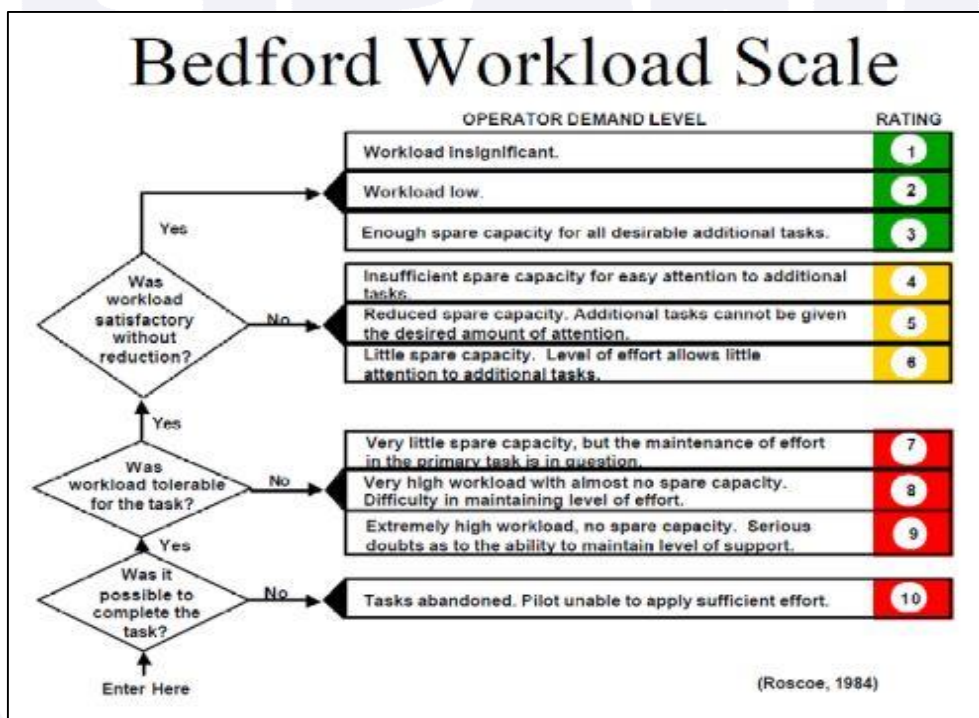 Bedford Workload Scale
OPERATOR DEMAND LEVEL RATING
Workload insignificant. 1
Workload low. 2
Yes
Enough spare capacity for all desirable additional tasks. 3
Was
workload
satisfactory
without
reduction?
No
Insufficient spare capacity for easy attention to additional
tasks.
4
Reduced spare capacity. Additional tasks cannot be given
the desired amount of attention.
5
Little spare capacity. Level of effort allows little
attention to additional tasks.
6
Yes
Was
workload tolerable
for the task?
No
Very little spare capacity, but the maintenance of effort
in the primary task is in question.
7
Very high workload with almost no spare capacity.
Difficulty in maintaining level of effort.
8
Extremely high workload, no spare capacity. Serious
doubts as to the ability to maintain level of support.
9
Yes
Was it
possible to
complete the
task?
No
Tasks abandoned. Pilot unable to apply sufficient effort. 10
Enter Here
(Roscoe, 1984)